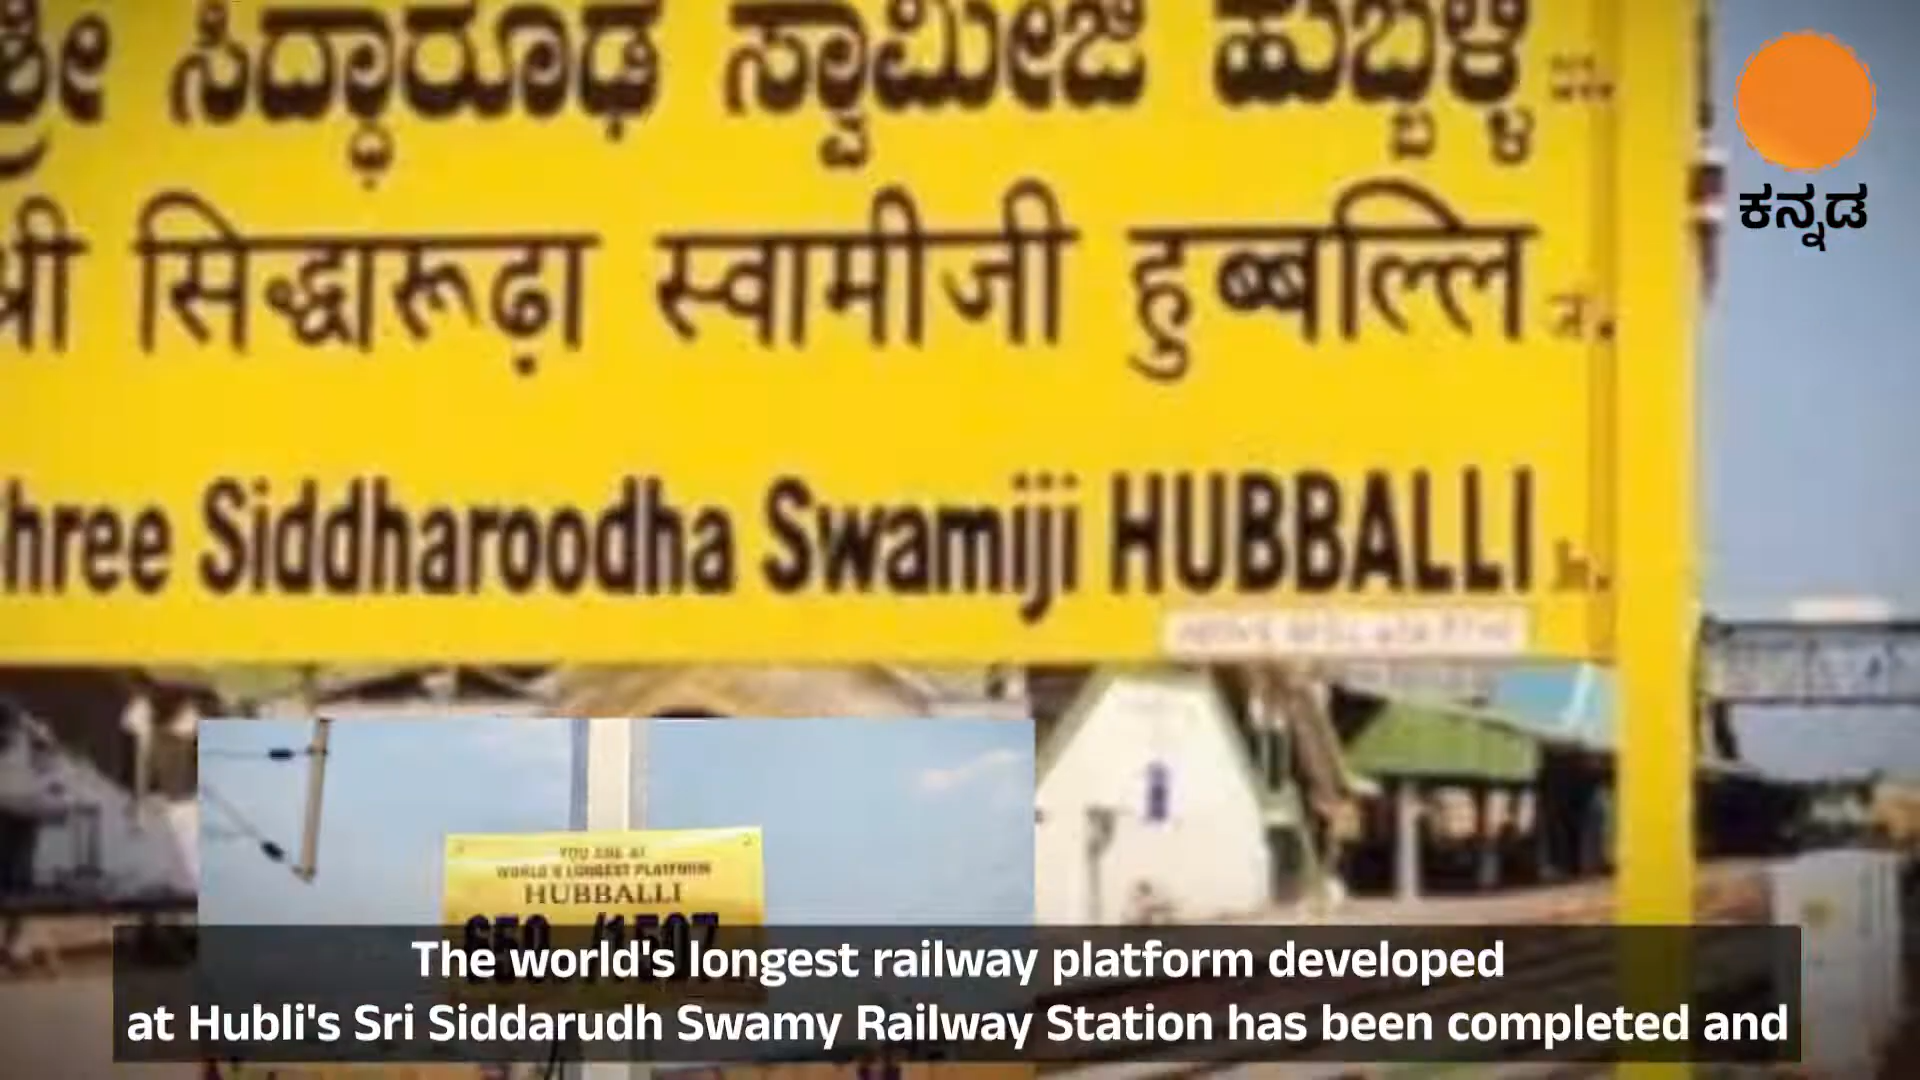 ಶ್ರೀ ಸಿದ್ಧಾರೂಢ ಸ್ವಾಮೀಜಿ ಹುಬ್ಬಳ್ಳಿ
ಕನ್ನಡ
श्री सिद्धारूढ़ा स्वामीजी हुब्बल्लि
hree Siddharoodha Swamiji HUBBALLI
YOU ARE AT
WORLD'S LONGEST PLATFORM
HUBBALLI
The world's longest railway platform developed
at Hubli's Sri Siddarudh Swamy Railway Station has been completed and